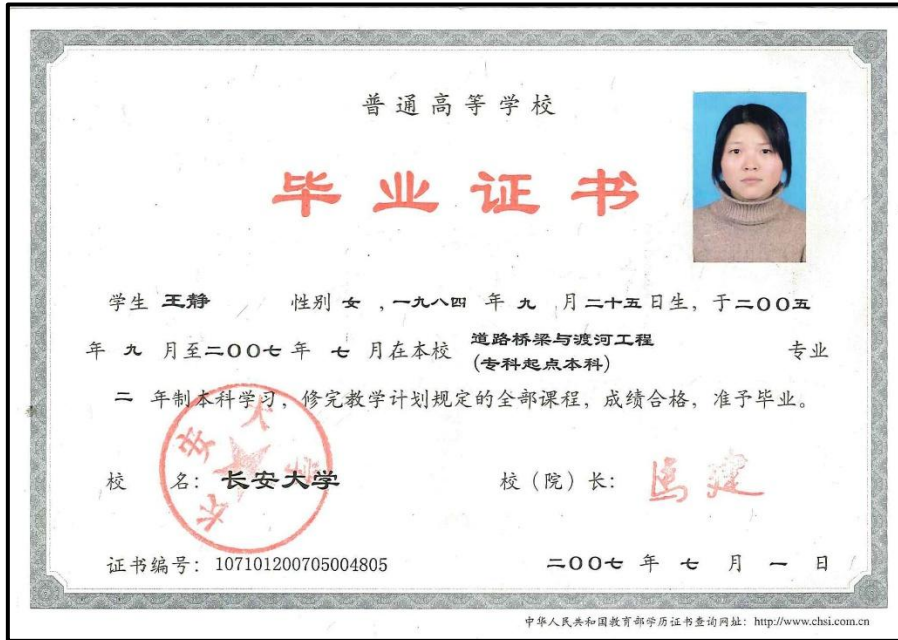 普通高等学校
毕业证书
学生 王静 性别 女 ,一九八四 年 九 月二十五日生，于二OO五
年 九 月至二OO七 年 七 月在本校 道路桥梁与渡河工程 专业
(专科起点本科)
二 年制本科学习，修完教学计划规定的全部课程，成绩合格，准予毕业。
长安大学
校 名：长安大学 校（院）长：马建
证书编号：107101200705004805 二OO七 年 七 月 一 日
中华人民共和国教育部学历证书查询网址：http://www.chsi.com.cn